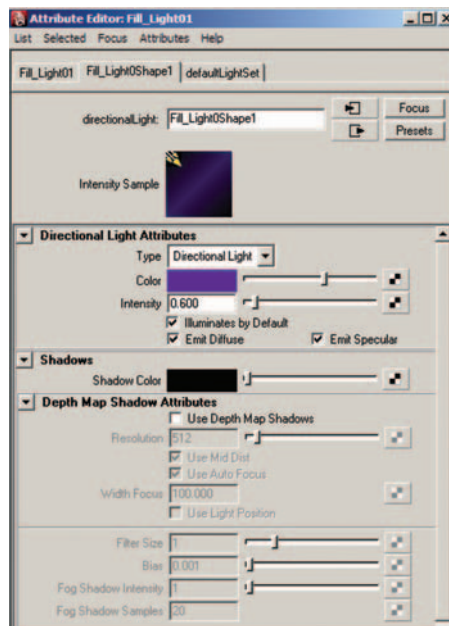 Attribute Editor: Fill_Light01
List Selected Focus Attributes Help
Fill_Light01 Fill_Light0Shape1 defaultLightSet
directionalLight: Fill_Light0Shape1 Focus
Presets
Intensity Sample
Directional Light Attributes
Type Directional Light
Color
Intensity 0.600
Illuminates by Default
Emit Diffuse Emit Specular
Shadows
Shadow Color
Depth Map Shadow Attributes
Use Depth Map Shadows
Resolution 512
Use Mid Dist
Use Auto Focus
Width Focus 100.000
Use Light Position
Filter Size 1
Bias 0.001
Fog Shadow Intensity 1
Fog Shadow Samples 20